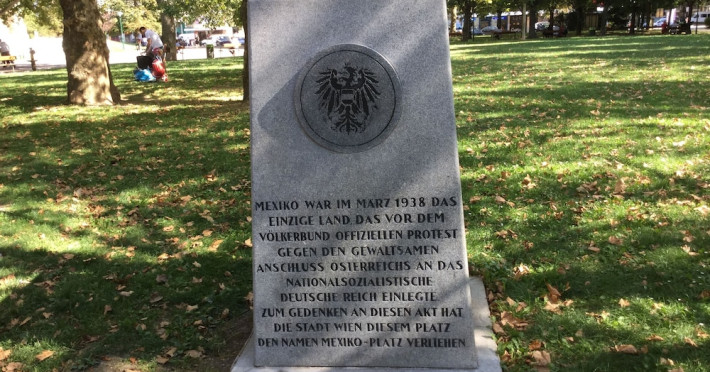 MEXIKO WAR IM MÄRZ 1938 DAS
EINZIGE LAND, DAS VOR DEM
VÖLKERBUND OFFIZIELLEN PROTEST
GEGEN DEN GEWALTSAMEN
ANSCHLUSS ÖSTERREICHS AN DAS
NATIONALSOZIALISTISCHE
DEUTSCHE REICH EINLEGTE.
ZUM GEDENKEN AN DIESEN AKT HAT
DIE STADT WIEN DIESEM PLATZ
DEN NAMEN MEXIKO-PLATZ VERLIEHEN